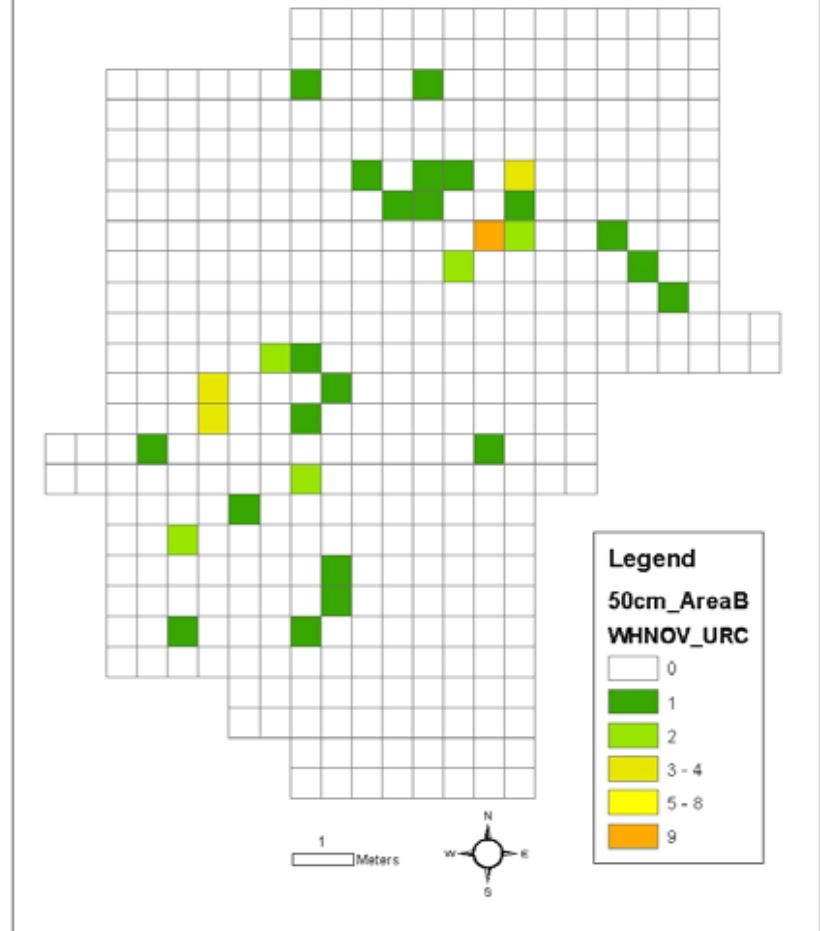 Legend
50cm_AreaB
WHNOV_URC
0
1
2
3 - 4
5 - 8
9
1
Meters
N
W E
S